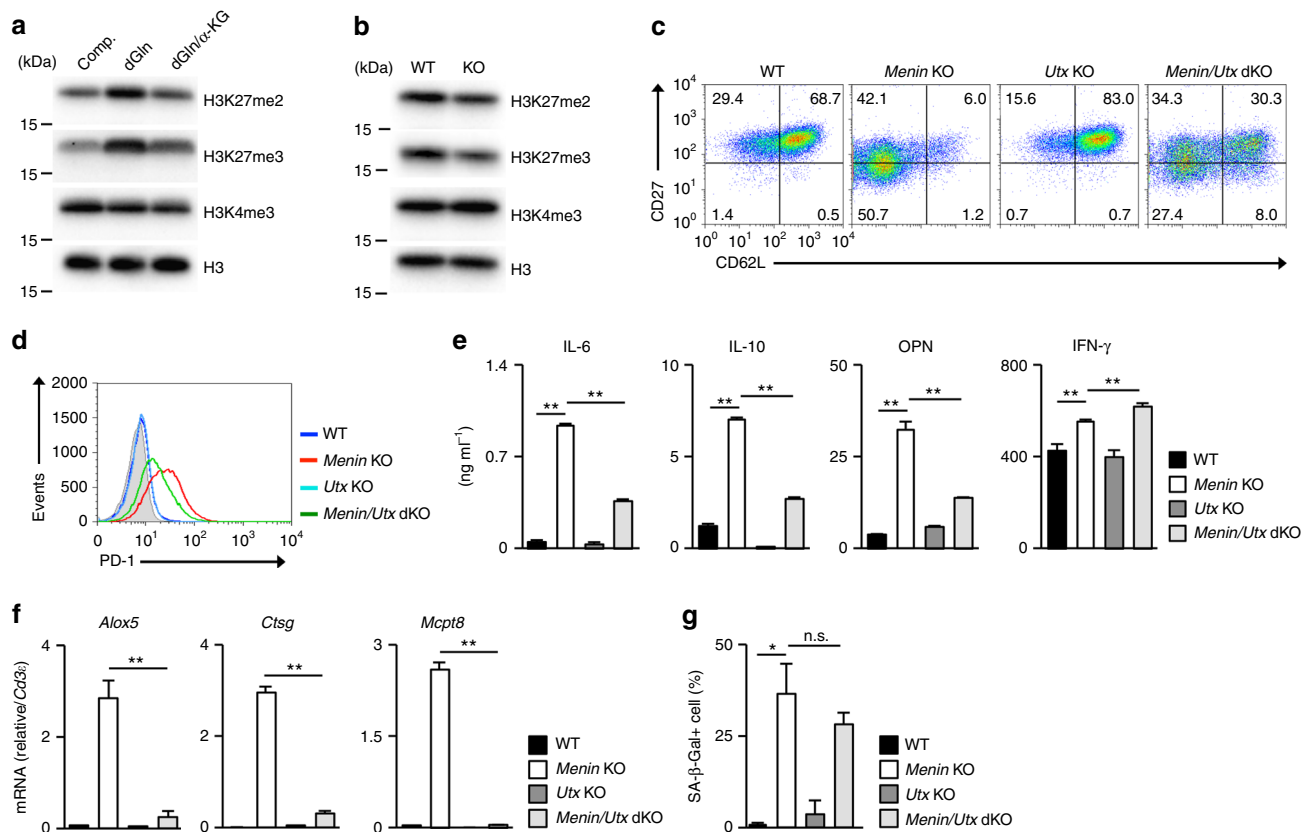 a
(kDa)
Comp.
dGln
dGln/α-KG
H3K27me2
15
H3K27me3
15
H3K4me3
15
H3
15
b
(kDa)
WT KO
H3K27me2
15
H3K27me3
15
H3K4me3
15
H3
15
c
WT
Menin KO
Utx KO
Menin/Utx dKO
10⁴
10³
10²
10¹
10⁰
CD27
29.4 68.7
1.4 0.5
42.1 6.0
50.7 1.2
15.6 83.0
0.7 0.7
34.3 30.3
27.4 8.0
10⁰ 10¹ 10² 10³ 10⁴
CD62L
d
Events
2000
1500
1000
500
0
0 10¹ 10² 10³ 10⁴
PD-1
WT
Menin KO
Utx KO
Menin/Utx dKO
e
(ng ml⁻¹)
IL-6
1.4
0.7
0
** **
IL-10
10
5
0
** **
OPN
50
25
0
** **
IFN-γ
800
400
0
** **
WT
Menin KO
Utx KO
Menin/Utx dKO
f
mRNA (relative/Cd3ε)
Alox5
4
2
0
**
Ctsg
4
2
0
**
Mcpt8
3
1.5
0
**
WT
Menin KO
Utx KO
Menin/Utx dKO
g
SA-β-Gal+ cell (%)
50
25
0
* n.s.
WT
Menin KO
Utx KO
Menin/Utx dKO